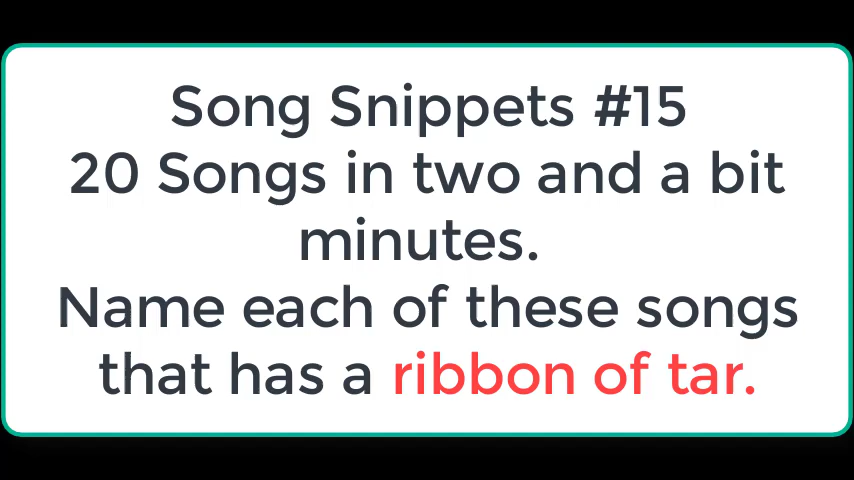 Song Snippets #15
20 Songs in two and a bit
minutes.
Name each of these songs
that has a ribbon of tar.